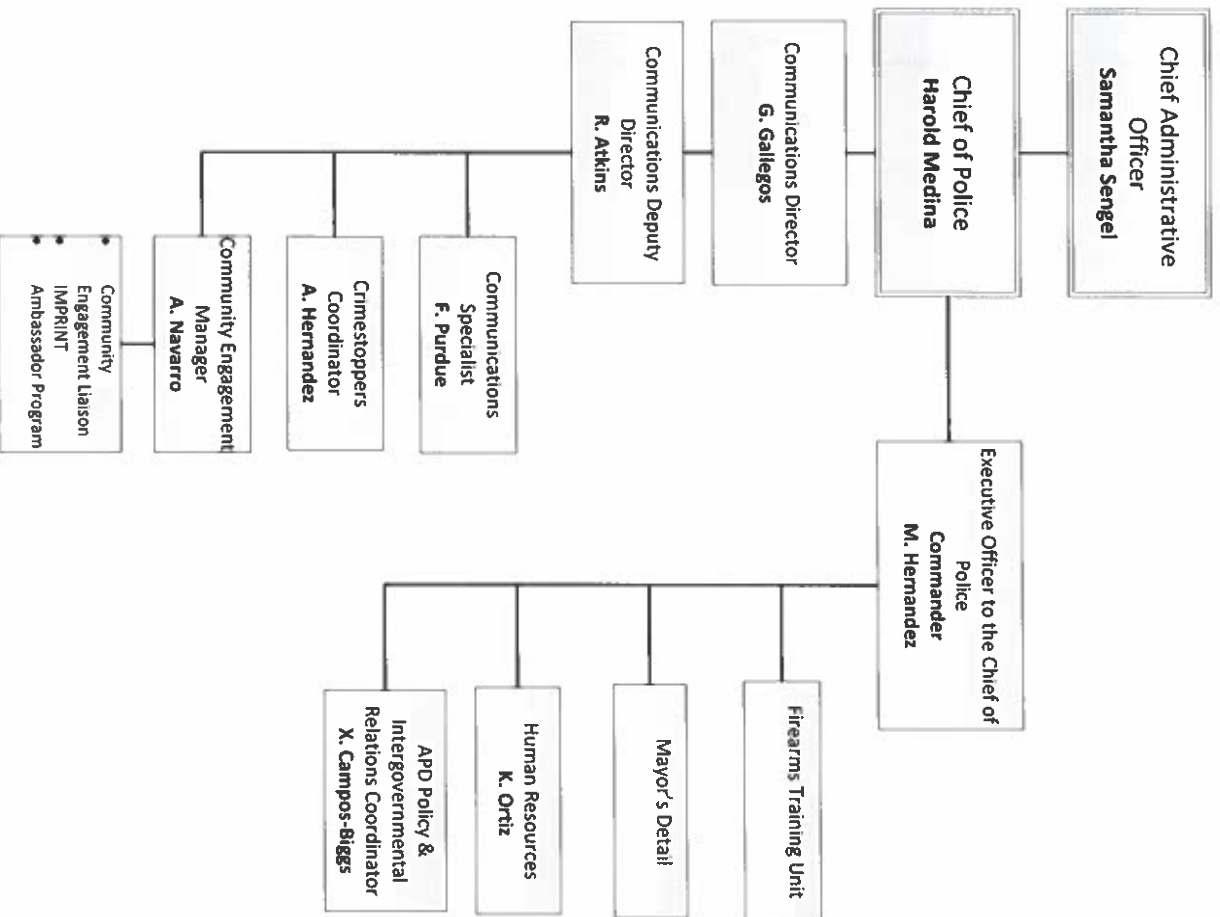 Chief Administrative
Officer
Samantha Sengel
Chief of Police
Harold Medina
Communications Director
G. Gallegos
Communications Deputy
Director
R. Atkins
Communications
Specialist
F. Purdue
Crimestoppers
Coordinator
A. Hernandez
Community Engagement
Manager
A. Navarro
• Community
Engagement Liaison
• IMPRINT
• Ambassador Program
Executive Officer to the Chief of
Police
Commander
M. Hernandez
Firearms Training Unit
Mayor's Detail
Human Resources
K. Ortiz
APD Policy &
Intergovernmental
Relations Coordinator
X. Campos-Biggs